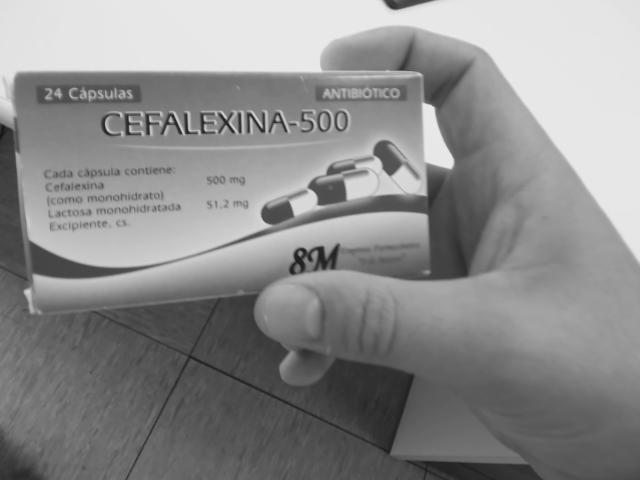 24 Cápsulas
ANTIBIÓTICO
CEFALEXINA-500
Cada cápsula contiene:
Cefalexina 500 mg
(como monohidrato)
Lactosa monohidratada 51,2 mg
Excipiente, cs.
8M